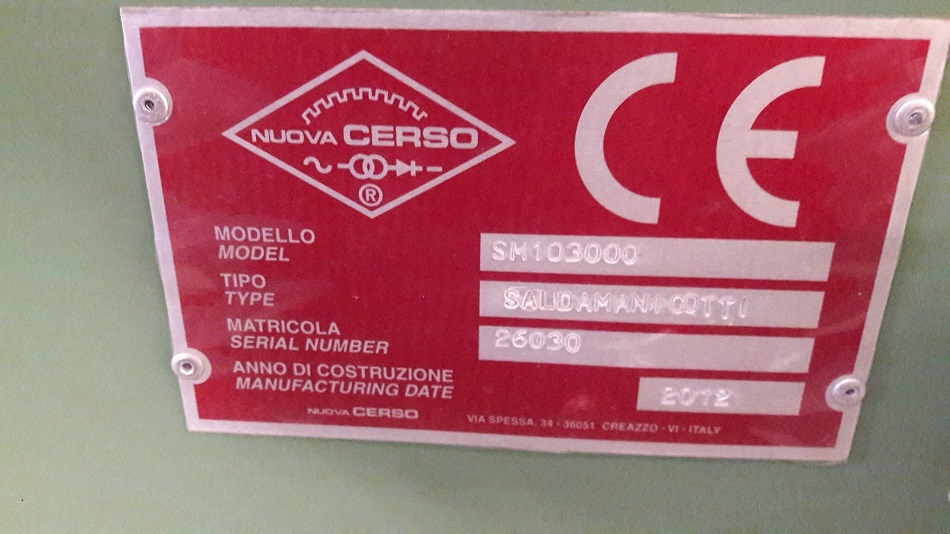 NUOVA CERSO
®
CE
MODELLO
MODEL
SM103000
TIPO
TYPE
SALDAMANICOTTI
MATRICOLA
SERIAL NUMBER
26030
ANNO DI COSTRUZIONE
MANUFACTURING DATE
2012
NUOVA CERSO
VIA SPESSA, 34 - 36051 CREAZZO - VI - ITALY